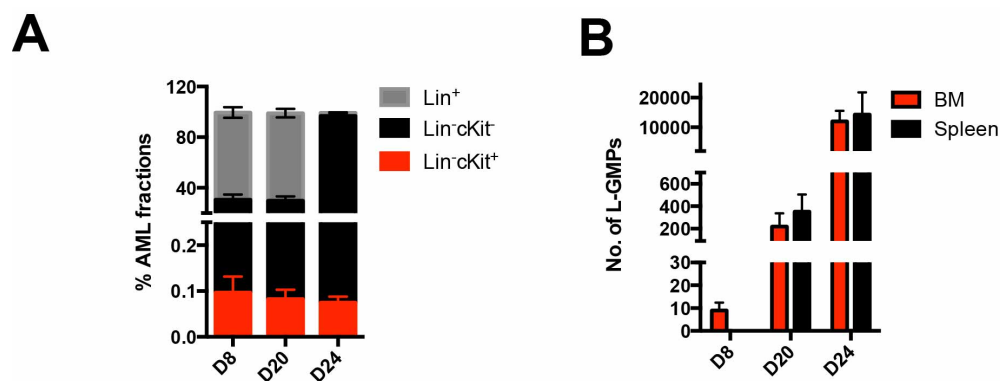 A
% AML fractions
120
80
40
0.2
0.1
0.0
D8
D20
D24
Lin⁺
Lin⁻cKit⁻
Lin⁻cKit⁺
B
No. of L-GMPs
20000
10000
600
400
200
30
20
10
0
D8
D20
D24
BM
Spleen